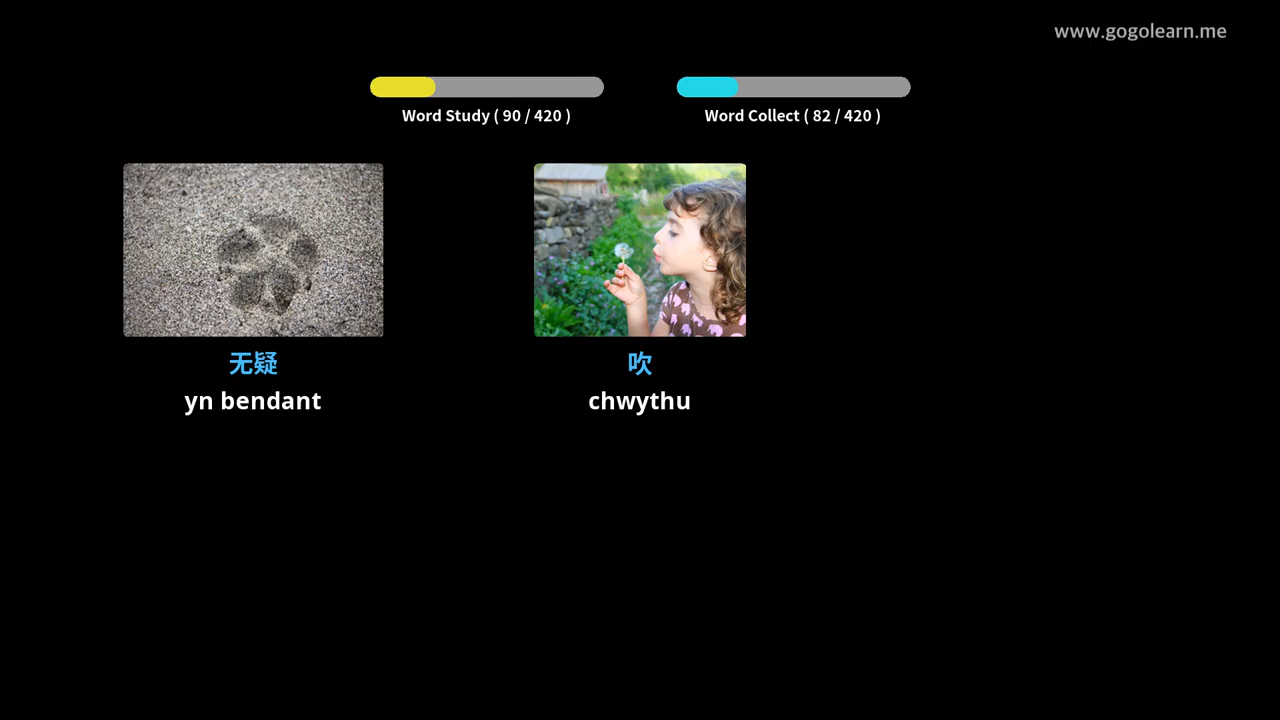 www.gogolearn.me
Word Study ( 90 / 420 )
Word Collect ( 82 / 420 )
无疑
yn bendant
吹
chwythu